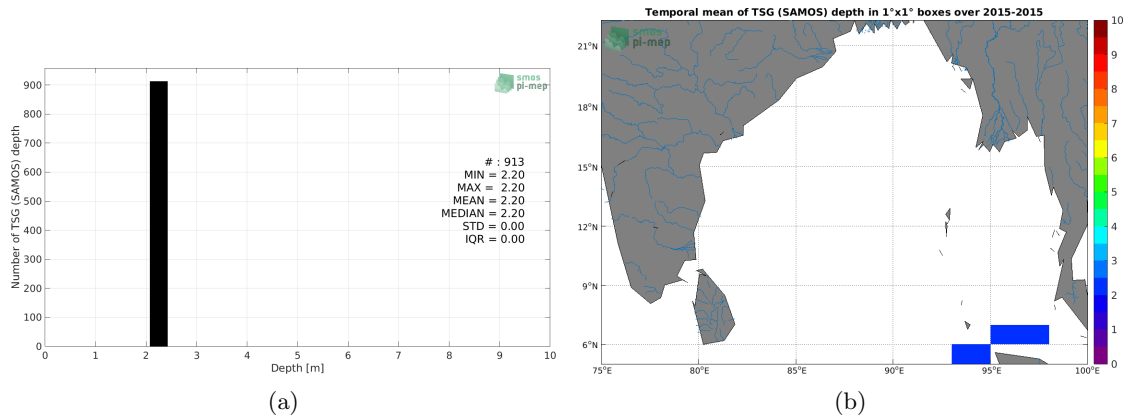 900
800
700
600
500
400
300
200
100
0
Number of TSG (SAMOS) depth
0 1 2 3 4 5 6 7 8 9 10
Depth [m]
smos
pi-mep
# : 913
MIN = 2.20
MAX = 2.20
MEAN = 2.20
MEDIAN = 2.20
STD = 0.00
IQR = 0.00
(a)
Temporal mean of TSG (SAMOS) depth in 1°x1° boxes over 2015-2015
smos
pi-mep
21°N
18°N
15°N
12°N
9°N
6°N
75°E 80°E 85°E 90°E 95°E 100°E
10
9
8
7
6
5
4
3
2
1
0
(b)